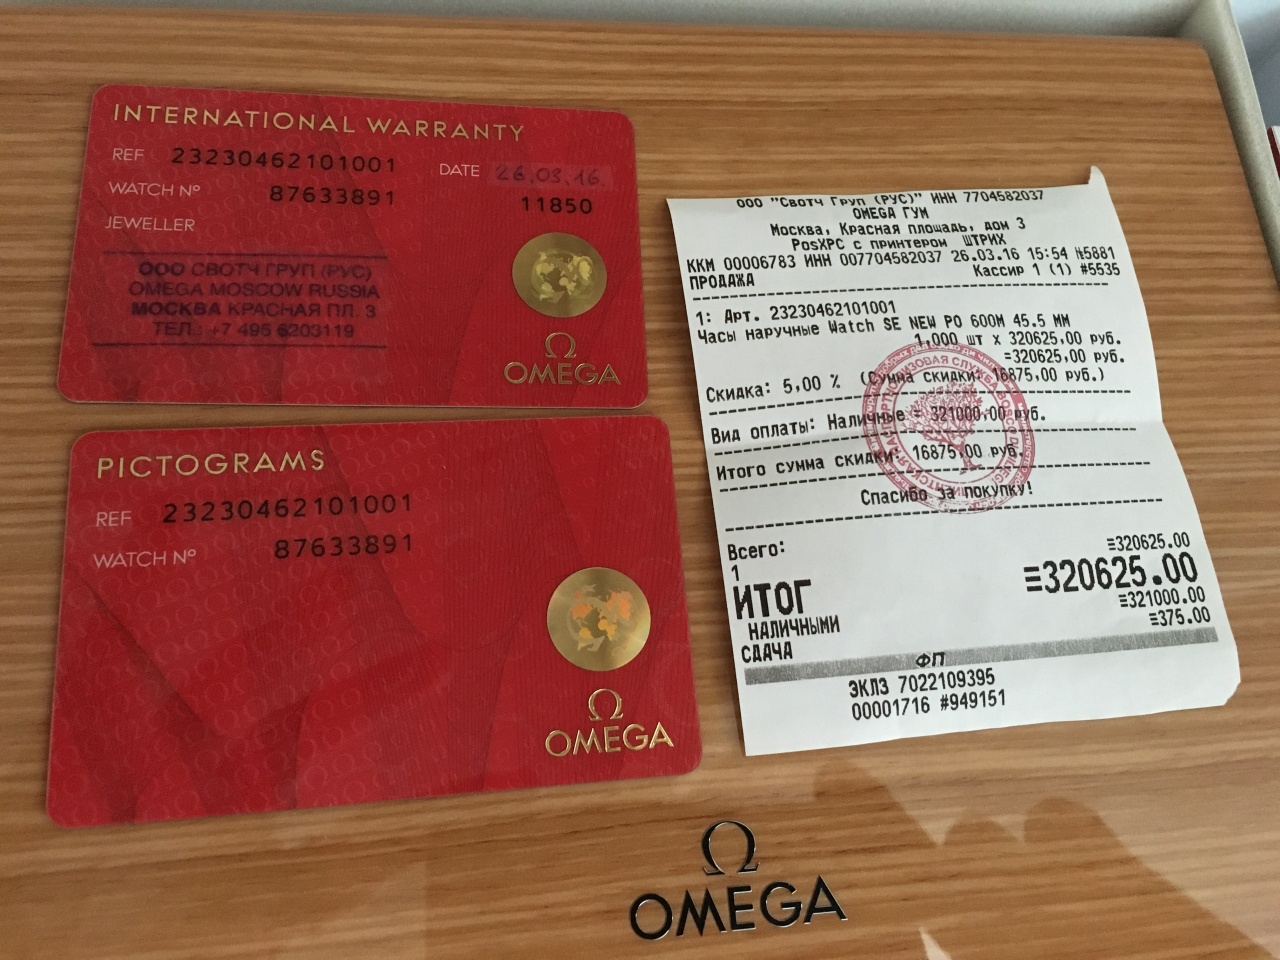 INTERNATIONAL WARRANTY
REF 23230462101001
DATE 26.03.16.
WATCH Nº 87633891
11850
JEWELLER
ООО СВОТЧ ГРУП (РУС)
OMEGA MOSCOW RUSSIA
МОСКВА КРАСНАЯ ПЛ. 3
ТЕЛ.: +7 495 6203119
Ω
OMEGA
PICTOGRAMS
REF 23230462101001
WATCH Nº 87633891
Ω
OMEGA
ООО "Свотч Груп (РУС)" ИНН 7704582037
OMEGA ГУМ
Москва, Красная площадь, дом 3
PosXPC с принтером ШТРИХ
ККМ 00006783 ИНН 007704582037 26.03.16 15:54 №5881
ПРОДАЖА Кассир 1 (1) #5535
1: Арт. 23230462101001
Часы наручные Watch SE NEW PO 600M 45.5 MM
1,000 шт x 320625,00 руб.
=320625,00 руб.
Скидка: 5,00 % (Сумма скидки: 16875,00 руб.)
Вид оплаты: Наличные = 321000,00 руб.
Итого сумма скидки: 16875,00 руб.
Спасибо за покупку!
Всего: ≡320625.00
1
ИТОГ ≡320625.00
НАЛИЧНЫМИ ≡321000.00
СДАЧА ≡375.00
ФП
ЭКЛЗ 7022109395
00001716 #949151
Ω
OMEGA